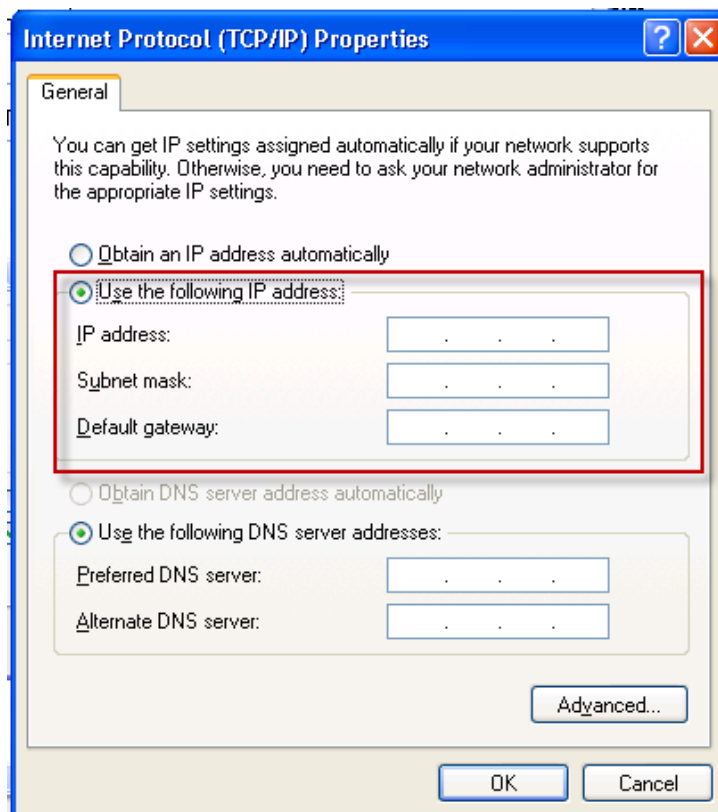 Internet Protocol (TCP/IP) Properties
General
You can get IP settings assigned automatically if your network supports
this capability. Otherwise, you need to ask your network administrator for
the appropriate IP settings.
Obtain an IP address automatically
Use the following IP address:
IP address:
Subnet mask:
Default gateway:
Obtain DNS server address automatically
Use the following DNS server addresses:
Preferred DNS server:
Alternate DNS server:
Advanced...
OK Cancel